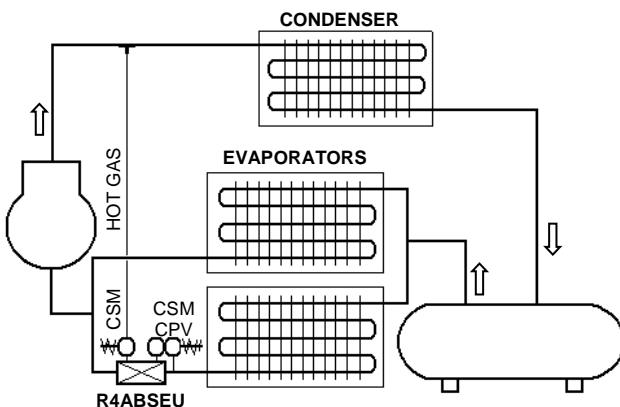 CONDENSER
EVAPORATORS
HOT GAS
CSM
CSM
CPV
R4ABSEU